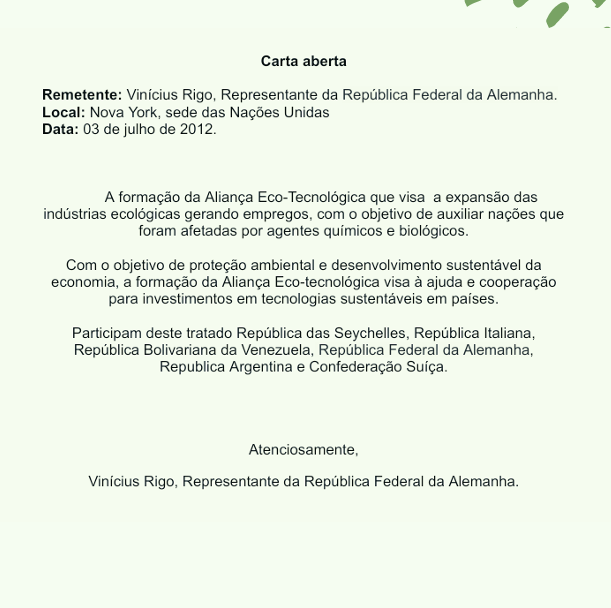 Carta aberta
Remetente: Vinícius Rigo, Representante da República Federal da Alemanha.
Local: Nova York, sede das Nações Unidas
Data: 03 de julho de 2012.
A formação da Aliança Eco-Tecnológica que visa  a expansão das
indústrias ecológicas gerando empregos, com o objetivo de auxiliar nações que
foram afetadas por agentes químicos e biológicos.
Com o objetivo de proteção ambiental e desenvolvimento sustentável da
economia, a formação da Aliança Eco-tecnológica visa à ajuda e cooperação
para investimentos em tecnologias sustentáveis em países.
Participam deste tratado República das Seychelles, República Italiana,
República Bolivariana da Venezuela, República Federal da Alemanha,
Republica Argentina e Confederação Suíça.
Atenciosamente,
Vinícius Rigo, Representante da República Federal da Alemanha.